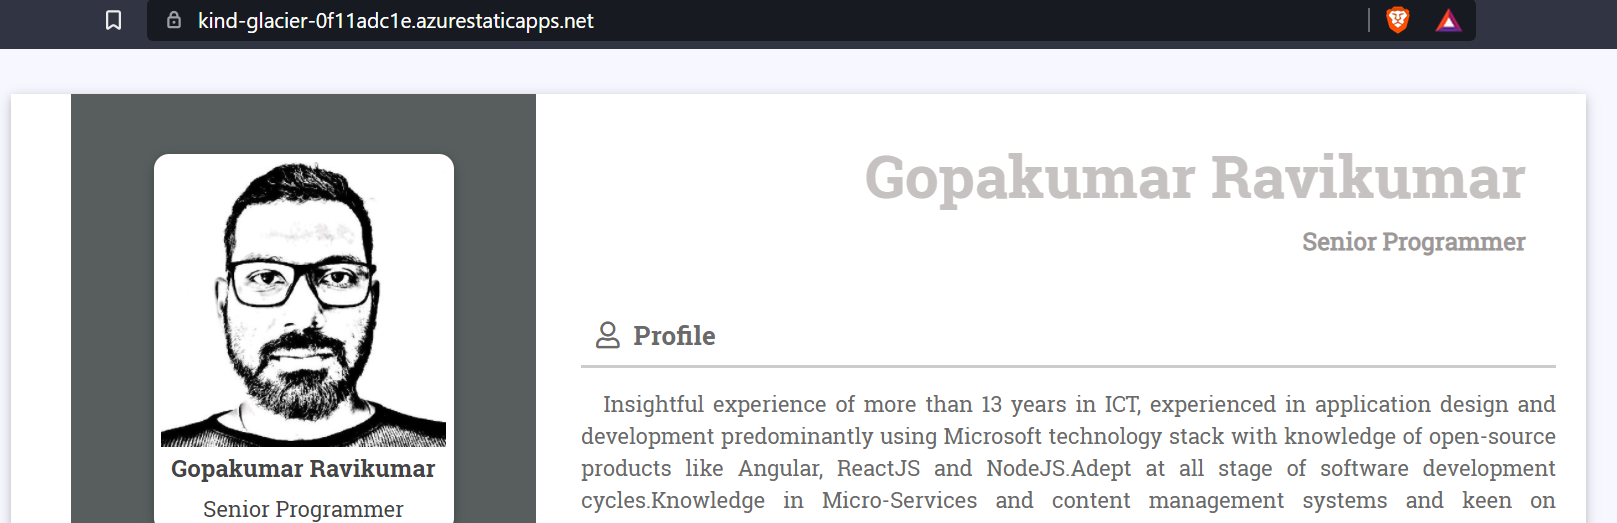 kind-glacier-0f11adc1e.azurestaticapps.net
Gopakumar Ravikumar
Senior Programmer
Gopakumar Ravikumar
Senior Programmer
Profile
Insightful experience of more than 13 years in ICT, experienced in application design and
development predominantly using Microsoft technology stack with knowledge of open-source
products like Angular, ReactJS and NodeJS.Adept at all stage of software development
cycles.Knowledge in Micro-Services and content management systems and keen on